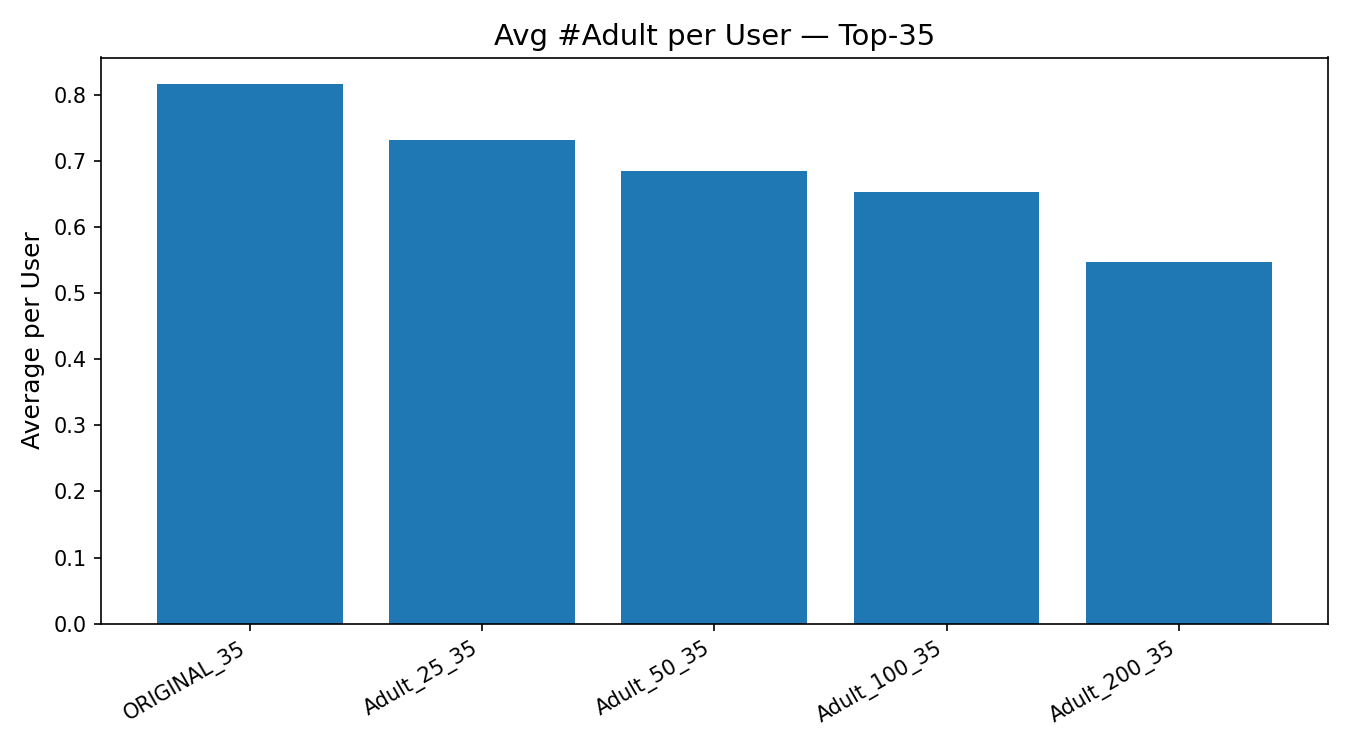 Avg #Adult per User — Top-35
Average per User
0.8
0.7
0.6
0.5
0.4
0.3
0.2
0.1
0.0
ORIGINAL_35
Adult_25_35
Adult_50_35
Adult_100_35
Adult_200_35